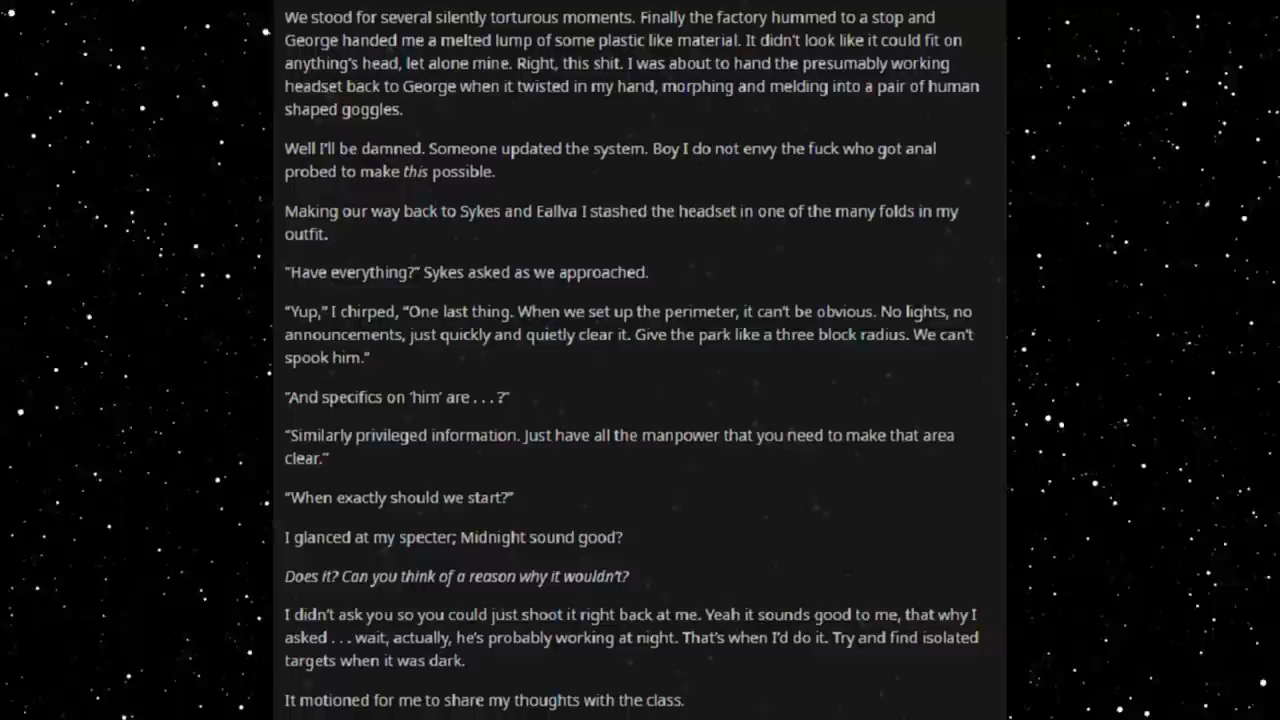 We stood for several silently torturous moments. Finally the factory hummed to a stop and
George handed me a melted lump of some plastic like material. It didn't look like it could fit on
anything's head, let alone mine. Right, this shit. I was about to hand the presumably working
headset back to George when it twisted in my hand, morphing and melding into a pair of human
shaped goggles.
Well I'll be damned. Someone updated the system. Boy I do not envy the fuck who got anal
probed to make this possible.
Making our way back to Sykes and Eallva I stashed the headset in one of the many folds in my
outfit.
“Have everything?” Sykes asked as we approached.
“Yup,” I chirped, “One last thing. When we set up the perimeter, it can't be obvious. No lights, no
announcements, just quickly and quietly clear it. Give the park like a three block radius. We can't
spook him.”
“And specifics on ‘him’ are . . . ?”
“Similarly privileged information. Just have all the manpower that you need to make that area
clear.”
“When exactly should we start?”
I glanced at my specter; Midnight sound good?
Does it? Can you think of a reason why it wouldn't?
I didn't ask you so you could just shoot it right back at me. Yeah it sounds good to me, that why I
asked . . . wait, actually, he's probably working at night. That's when I'd do it. Try and find isolated
targets when it was dark.
It motioned for me to share my thoughts with the class.